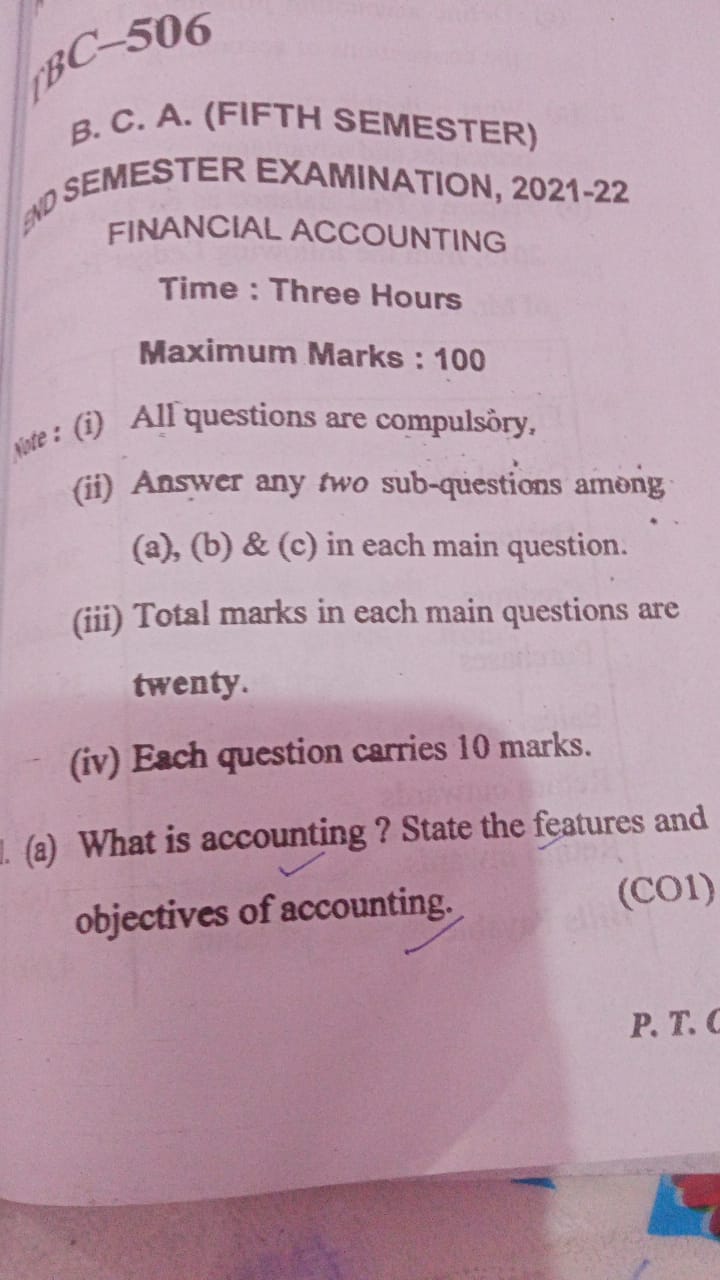 TBC–506
B. C. A. (FIFTH SEMESTER)
END SEMESTER EXAMINATION, 2021-22
FINANCIAL ACCOUNTING
Time : Three Hours
Maximum Marks : 100
Note : (i) All questions are compulsory.
(ii) Answer any two sub-questions among
(a), (b) & (c) in each main question.
(iii) Total marks in each main questions are
twenty.
(iv) Each question carries 10 marks.
1. (a) What is accounting ? State the features and
objectives of accounting. (CO1)
P. T. O